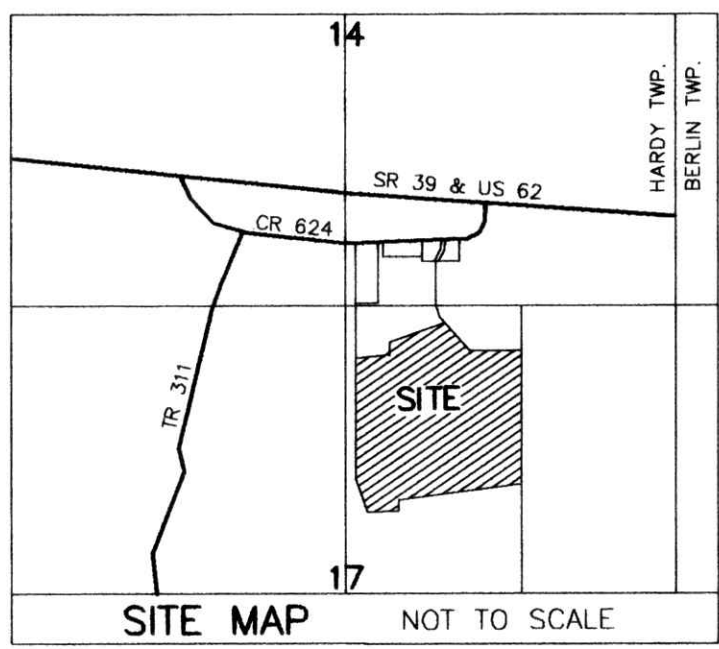 14
HARDY TWP.
BERLIN TWP.
SR 39 & US 62
CR 624
TR 311
SITE
17
SITE MAP
NOT TO SCALE